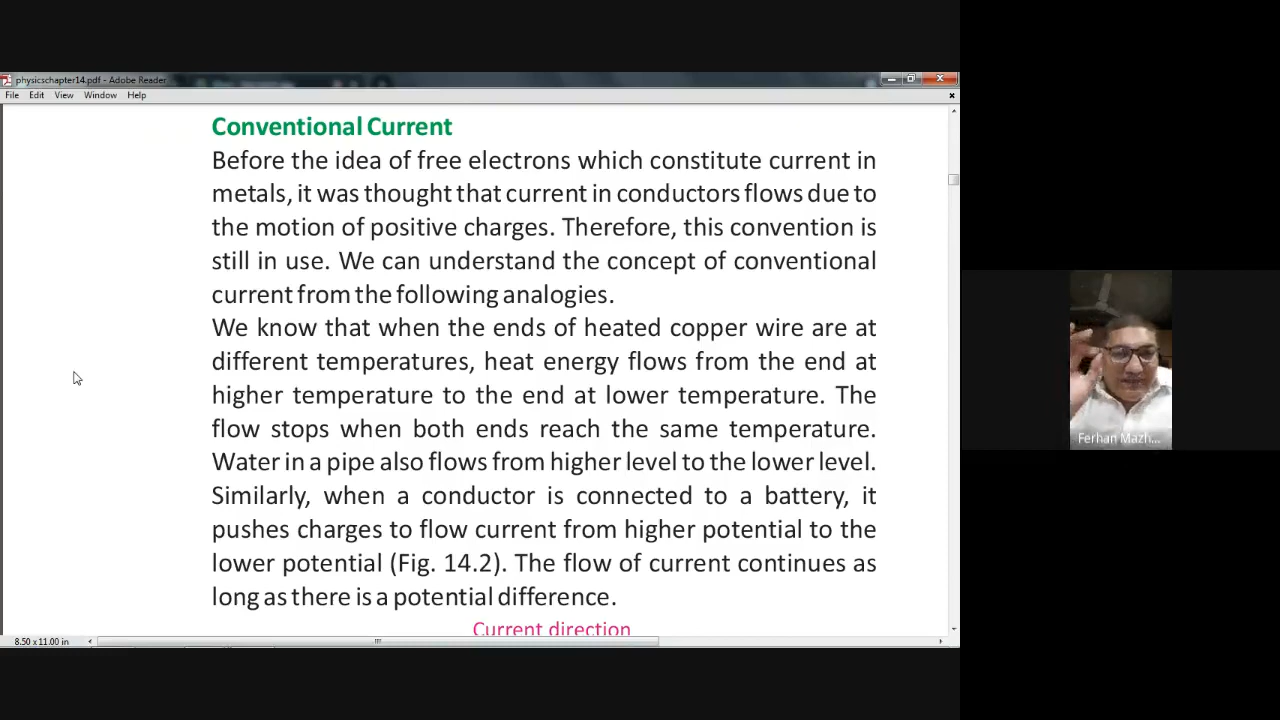 physicschapter14.pdf - Adobe Reader
File Edit View Window Help
Conventional Current
Before the idea of free electrons which constitute current in
metals, it was thought that current in conductors flows due to
the motion of positive charges. Therefore, this convention is
still in use. We can understand the concept of conventional
current from the following analogies.
We know that when the ends of heated copper wire are at
different temperatures, heat energy flows from the end at
higher temperature to the end at lower temperature. The
flow stops when both ends reach the same temperature.
Water in a pipe also flows from higher level to the lower level.
Similarly, when a conductor is connected to a battery, it
pushes charges to flow current from higher potential to the
lower potential (Fig. 14.2). The flow of current continues as
long as there is a potential difference.
Current direction
8.50 x 11.00 in
Ferhan Mazh...